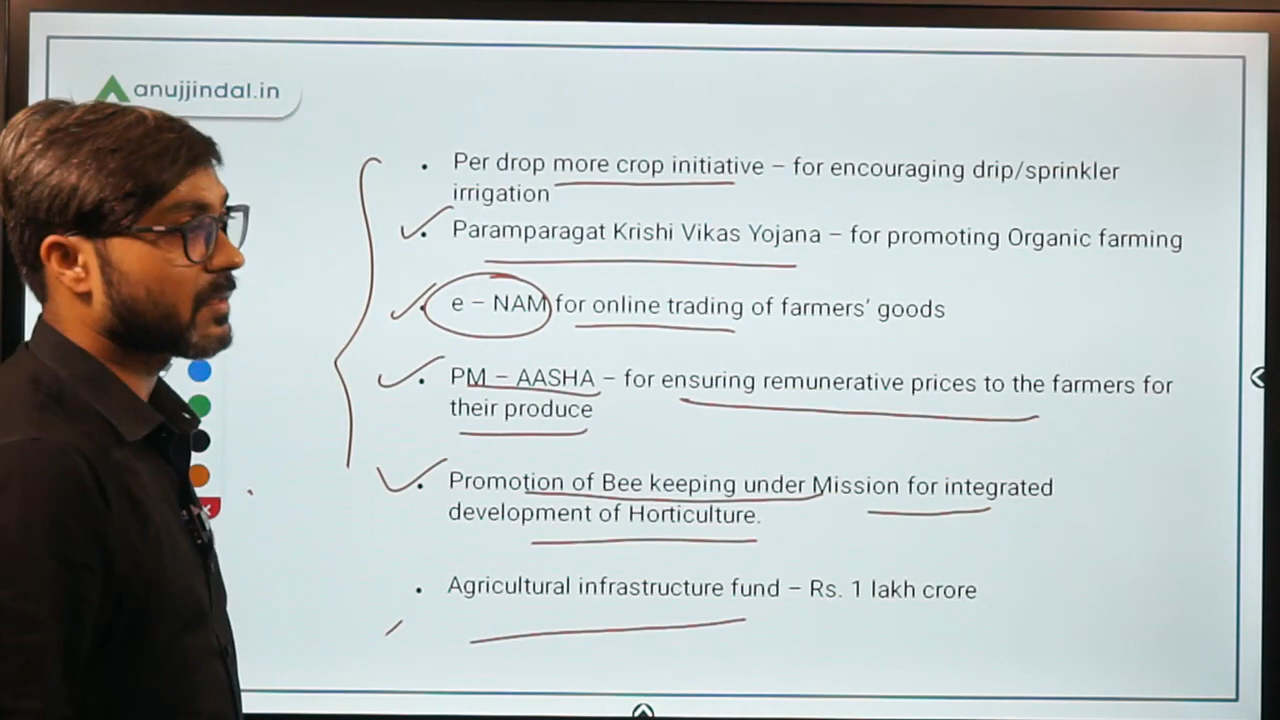 anujjindal.in
. Per drop more crop initiative – for encouraging drip/sprinkler
irrigation
. Paramparagat Krishi Vikas Yojana – for promoting Organic farming
. e – NAM for online trading of farmers' goods
. PM – AASHA – for ensuring remunerative prices to the farmers for
their produce
. Promotion of Bee keeping under Mission for integrated
development of Horticulture.
. Agricultural infrastructure fund – Rs. 1 lakh crore